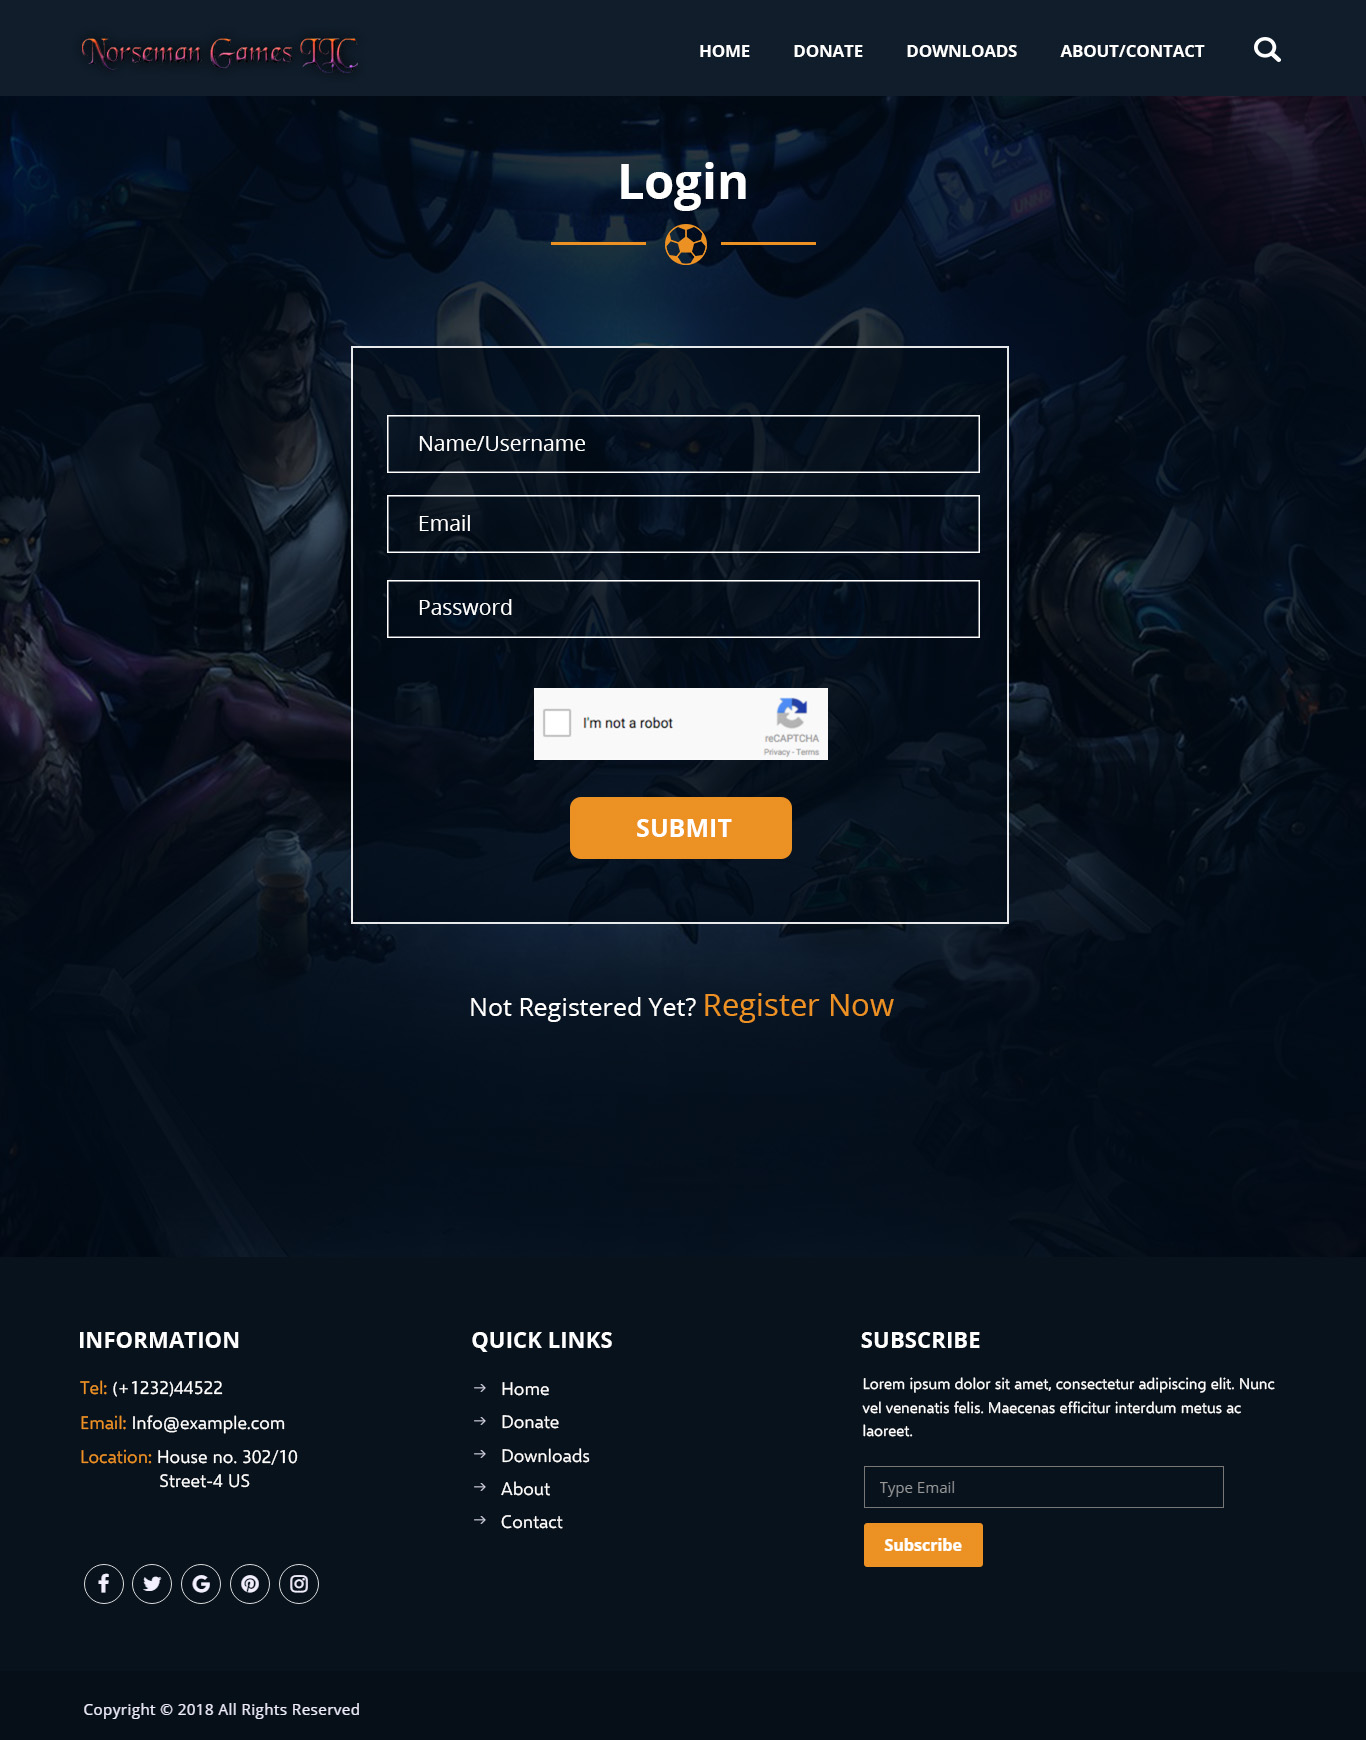 Norseman Games LLC
HOME DONATE DOWNLOADS ABOUT/CONTACT
Login
Name/Username
Email
Password
I'm not a robot
reCAPTCHA
Privacy - Terms
SUBMIT
Not Registered Yet? Register Now
INFORMATION
Tel: (+1232)44522
Email: Info@example.com
Location: House no. 302/10
Street-4 US
QUICK LINKS
Home
Donate
Downloads
About
Contact
SUBSCRIBE
Lorem ipsum dolor sit amet, consectetur adipiscing elit. Nunc
vel venenatis felis. Maecenas efficitur interdum metus ac
laoreet.
Type Email
Subscribe
Copyright © 2018 All Rights Reserved